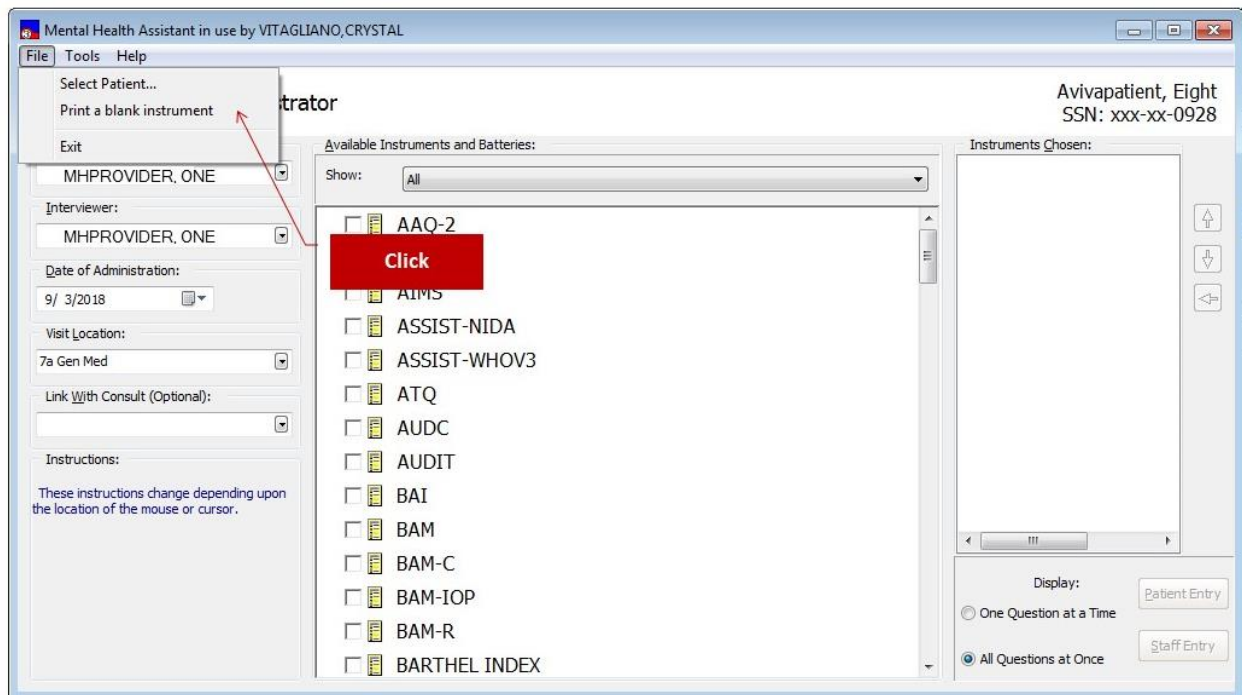 Mental Health Assistant in use by VITAGLIANO,CRYSTAL
File Tools Help
Select Patient...
Print a blank instrument
Exit
trator
Avivapatient, Eight
SSN: xxx-xx-0928
MHPROVIDER, ONE
Interviewer:
MHPROVIDER, ONE
Date of Administration:
9/ 3/2018
Visit Location:
7a Gen Med
Link With Consult (Optional):
Instructions:
These instructions change depending upon
the location of the mouse or cursor.
Available Instruments and Batteries:
Show: All
AAQ-2
Click
AIMS
ASSIST-NIDA
ASSIST-WHOV3
ATQ
AUDC
AUDIT
BAI
BAM
BAM-C
BAM-IOP
BAM-R
BARTHEL INDEX
Instruments Chosen:
Display:
One Question at a Time
All Questions at Once
Patient Entry
Staff Entry